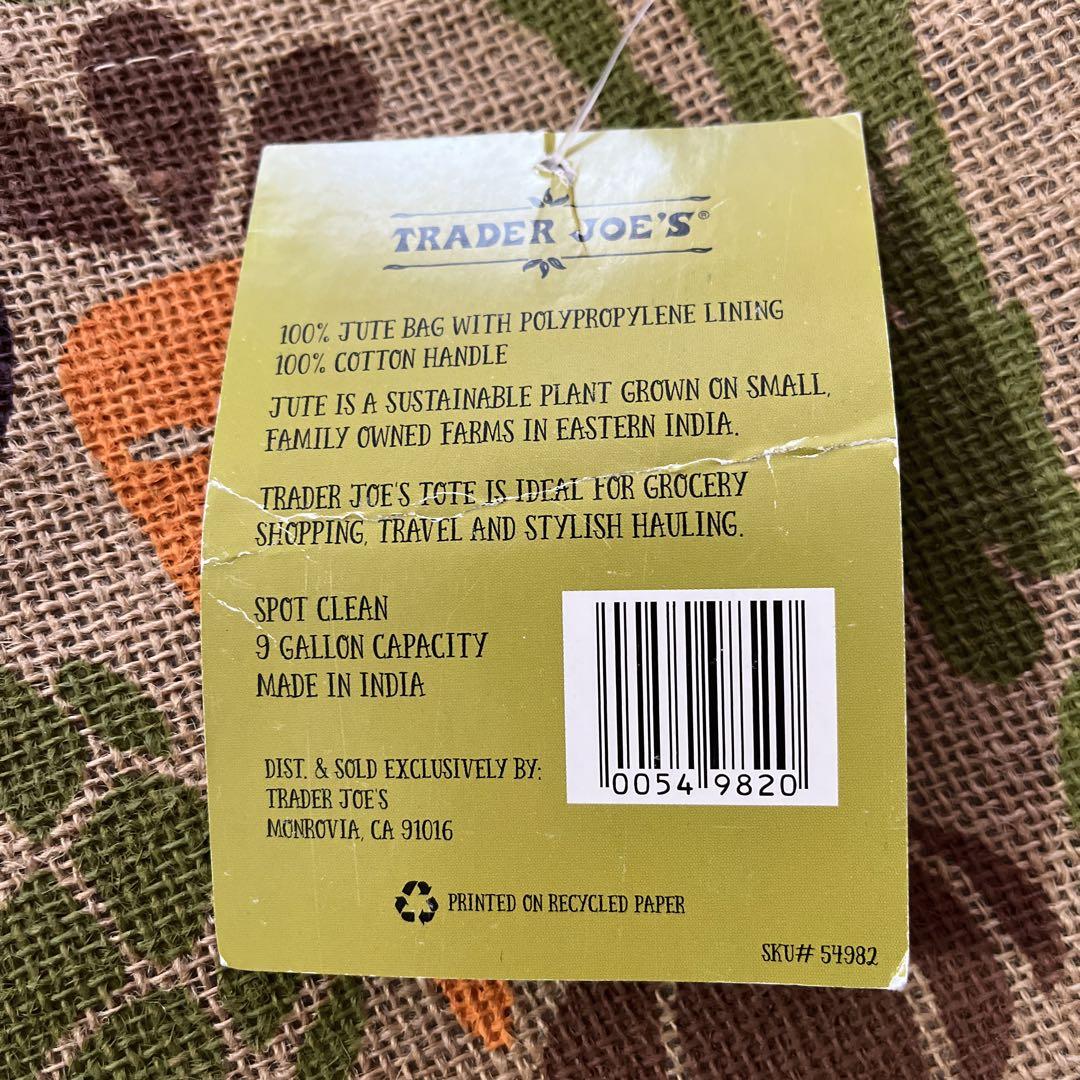 TRADER JOE'S®
100% JUTE BAG WITH POLYPROPYLENE LINING
100% COTTON HANDLE
JUTE IS A SUSTAINABLE PLANT GROWN ON SMALL,
FAMILY OWNED FARMS IN EASTERN INDIA.
TRADER JOE'S TOTE IS IDEAL FOR GROCERY
SHOPPING, TRAVEL AND STYLISH HAULING.
SPOT CLEAN
9 GALLON CAPACITY
MADE IN INDIA
0054 9820
DIST. & SOLD EXCLUSIVELY BY:
TRADER JOE'S
MONROVIA, CA 91016
PRINTED ON RECYCLED PAPER
SKU# 54982